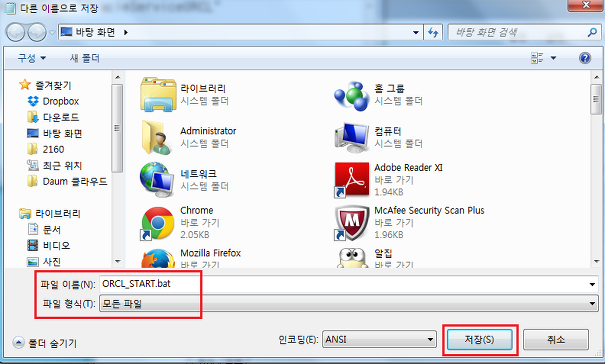 다른 이름으로 저장
바탕 화면
바탕 화면 검색
구성
새 폴더
즐겨찾기
Dropbox
다운로드
바탕 화면
2160
최근 위치
Daum 클라우드
라이브러리
문서
비디오
사진
라이브러리
시스템 폴더
홈 그룹
시스템 폴더
Administrator
시스템 폴더
컴퓨터
시스템 폴더
네트워크
시스템 폴더
Adobe Reader XI
바로 가기
1.94KB
Chrome
바로 가기
2.05KB
McAfee Security Scan Plus
바로 가기
1.96KB
Mozilla Firefox
바로 가기
알집
바로 가기
파일 이름(N): ORCL_START.bat
파일 형식(T): 모든 파일
폴더 숨기기
인코딩(E): ANSI
저장(S)
취소